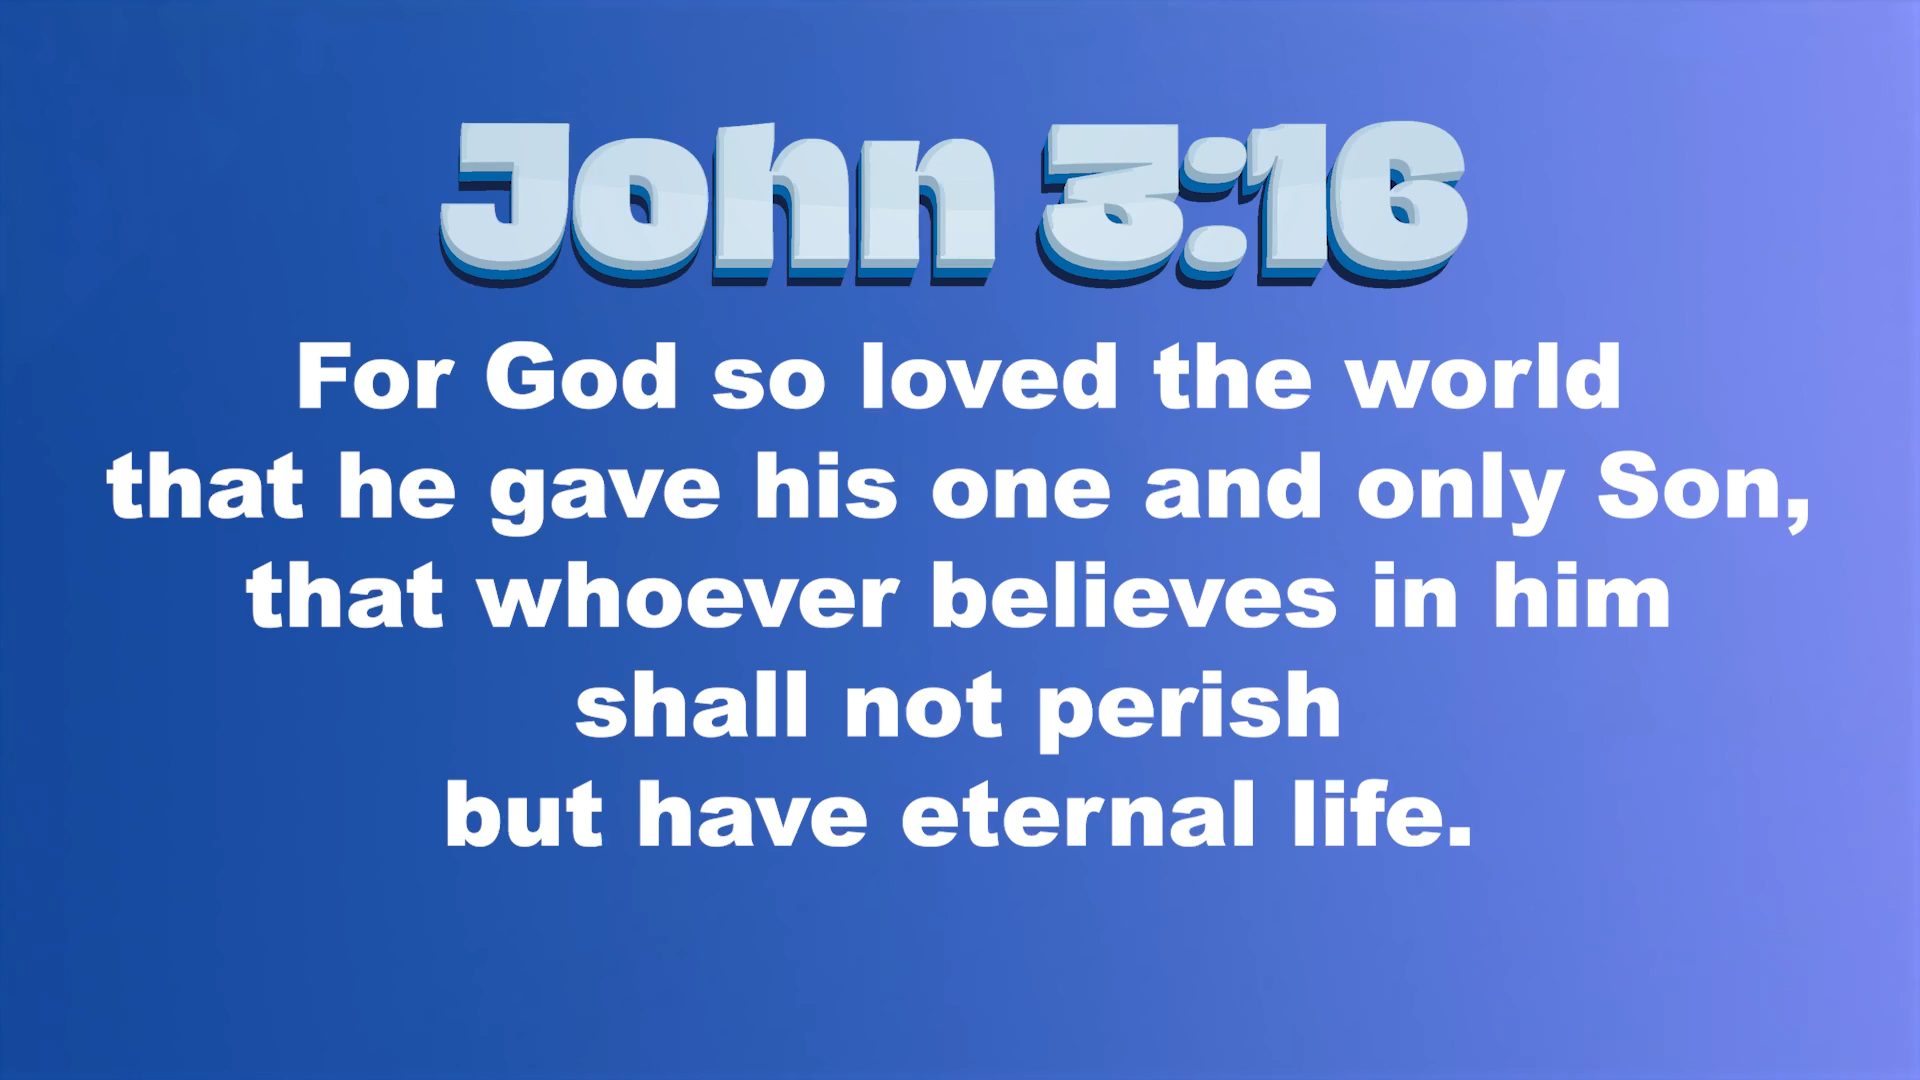 John 3:16
For God so loved the world
that he gave his one and only Son,
that whoever believes in him
shall not perish
but have eternal life.